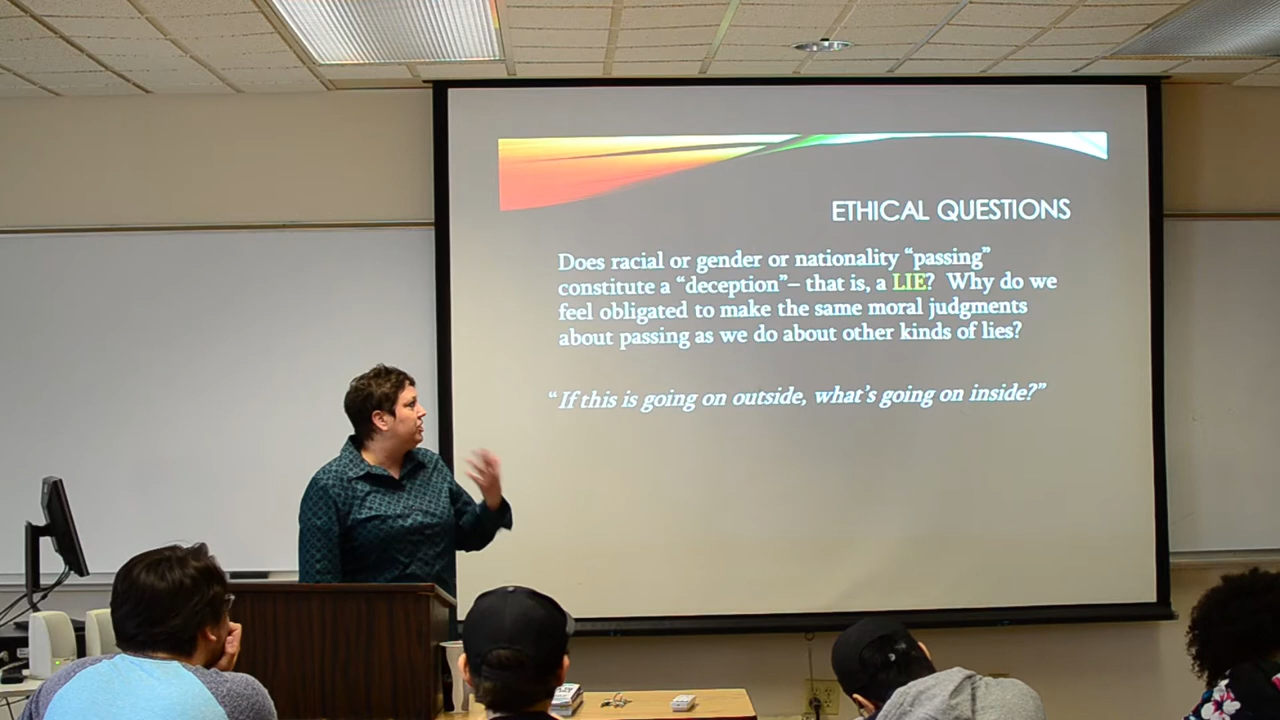 ETHICAL QUESTIONS
Does racial or gender or nationality “passing”
constitute a “deception”– that is, a LIE? Why do we
feel obligated to make the same moral judgments
about passing as we do about other kinds of lies?
“If this is going on outside, what’s going on inside?”